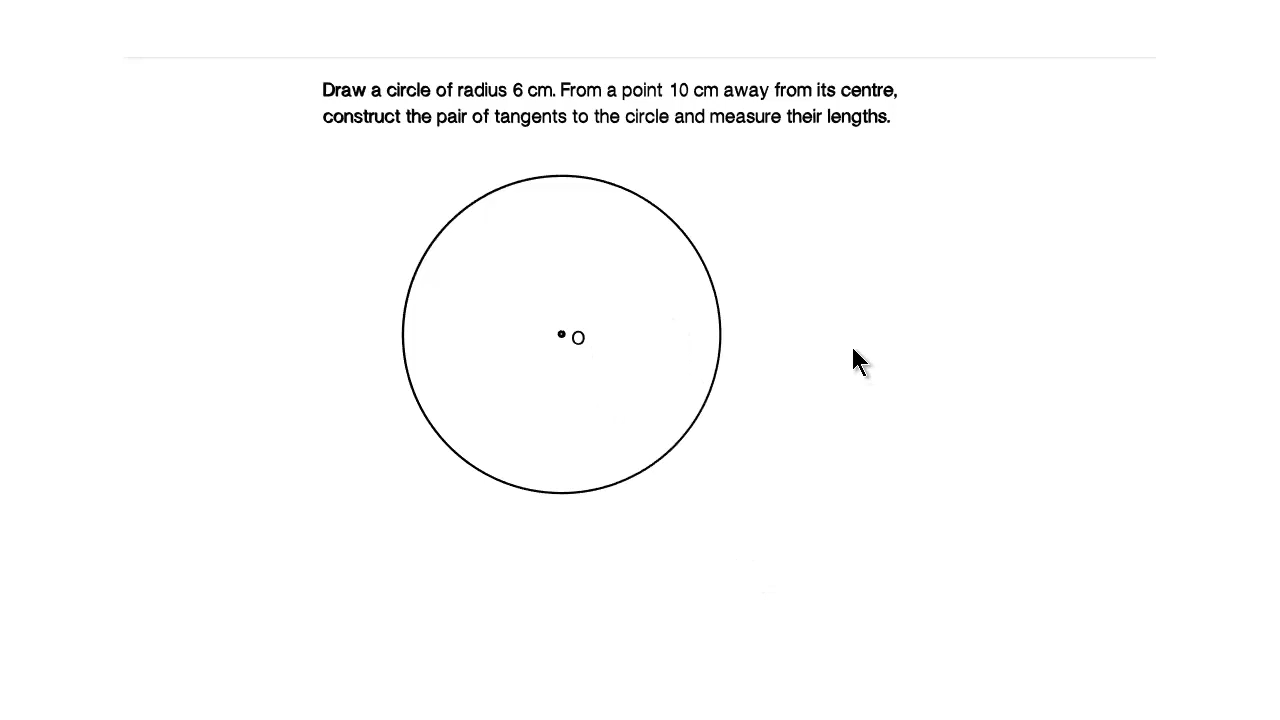 Draw a circle of radius 6 cm. From a point 10 cm away from its centre,
construct the pair of tangents to the circle and measure their lengths.
O